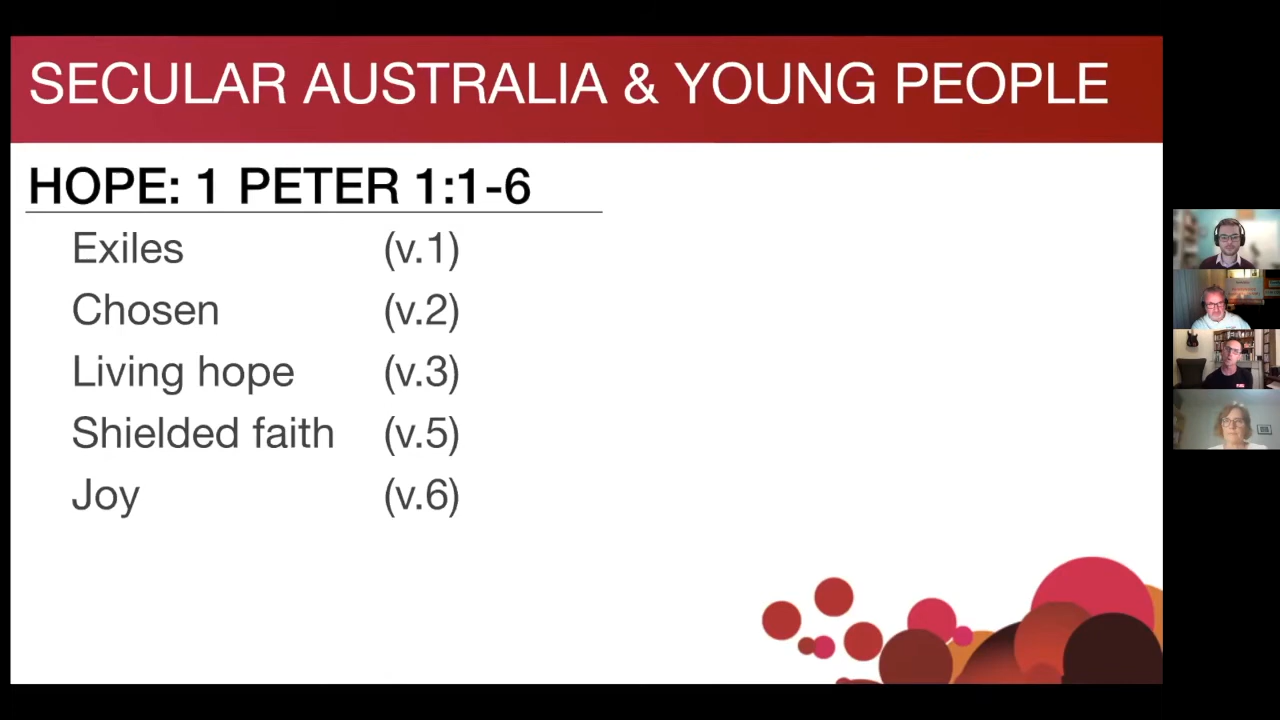 SECULAR AUSTRALIA & YOUNG PEOPLE
HOPE: 1 PETER 1:1-6
Exiles (v.1)
Chosen (v.2)
Living hope (v.3)
Shielded faith (v.5)
Joy (v.6)